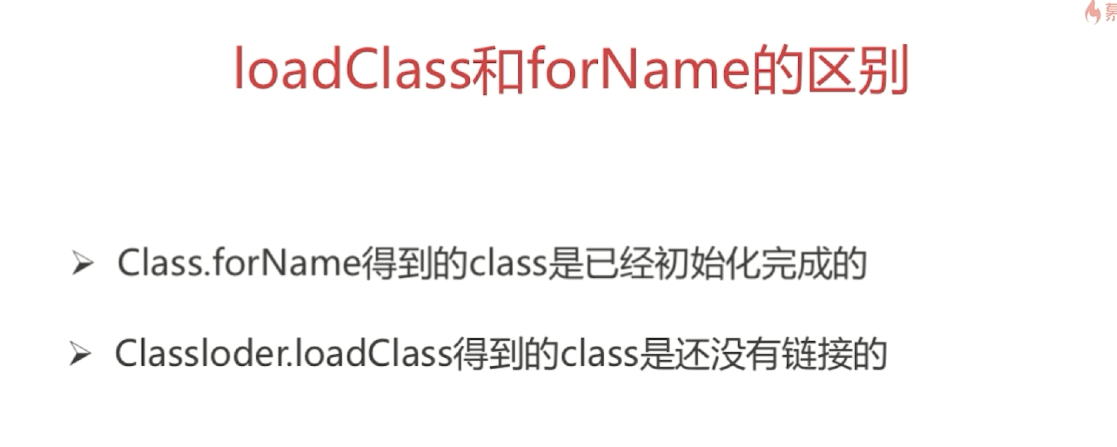 loadClass和forName的区别
➢ Class.forName得到的class是已经初始化完成的
➢ Classloder.loadClass得到的class是还没有链接的